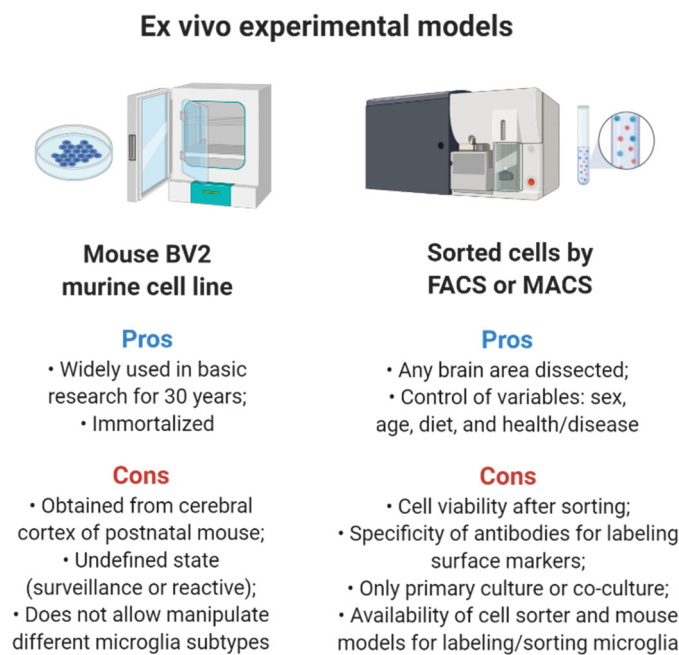 Ex vivo experimental models
Mouse BV2
murine cell line
Pros
• Widely used in basic
research for 30 years;
• Immortalized
Cons
• Obtained from cerebral
cortex of postnatal mouse;
• Undefined state
(surveillance or reactive);
• Does not allow manipulate
different microglia subtypes
Sorted cells by
FACS or MACS
Pros
• Any brain area dissected;
• Control of variables: sex,
age, diet, and health/disease
Cons
• Cell viability after sorting;
• Specificity of antibodies for labeling
surface markers;
• Only primary culture or co-culture;
• Availability of cell sorter and mouse
models for labeling/sorting microglia